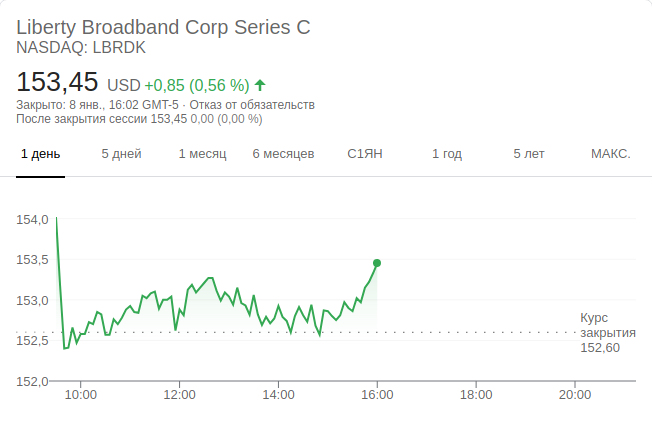 Liberty Broadband Corp Series C
NASDAQ: LBRDK
153,45 USD +0,85 (0,56 %)
Закрыто: 8 янв., 16:02 GMT-5 · Отказ от обязательств
После закрытия сессии 153,45 0,00 (0,00 %)
1 день 5 дней 1 месяц 6 месяцев С1ЯН 1 год 5 лет МАКС.
154,0
153,5
153,0
Курс
закрытия
152,60
152,5
152,0
10:00 12:00 14:00 16:00 18:00 20:00